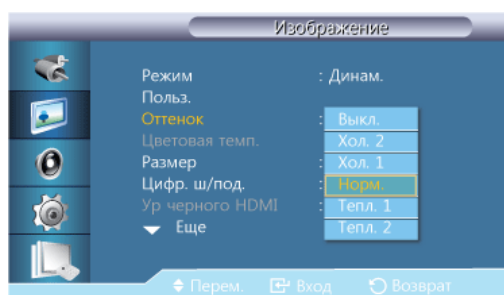 Изображение
Режим : Динам.
Польз.
Оттенок : Выкл.
Цветовая темп. Хол. 2
Размер : Хол. 1
Цифр. ш/под. : Норм.
Ур черного HDMI : Тепл. 1
Еще Тепл. 2
Перем. Вход Возврат